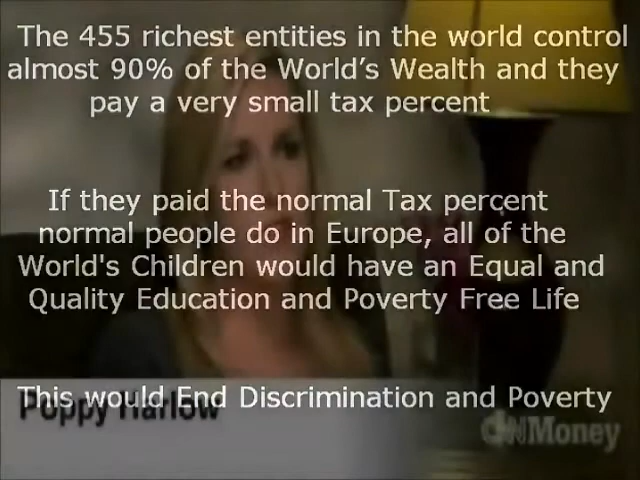 The 455 richest entities in the world control
almost 90% of the World's Wealth and they
pay a very small tax percent
If they paid the normal Tax percent
normal people do in Europe, all of the
World's Children would have an Equal and
Quality Education and Poverty Free Life
This would End Discrimination and Poverty
Poppy Harlow
CNNMoney